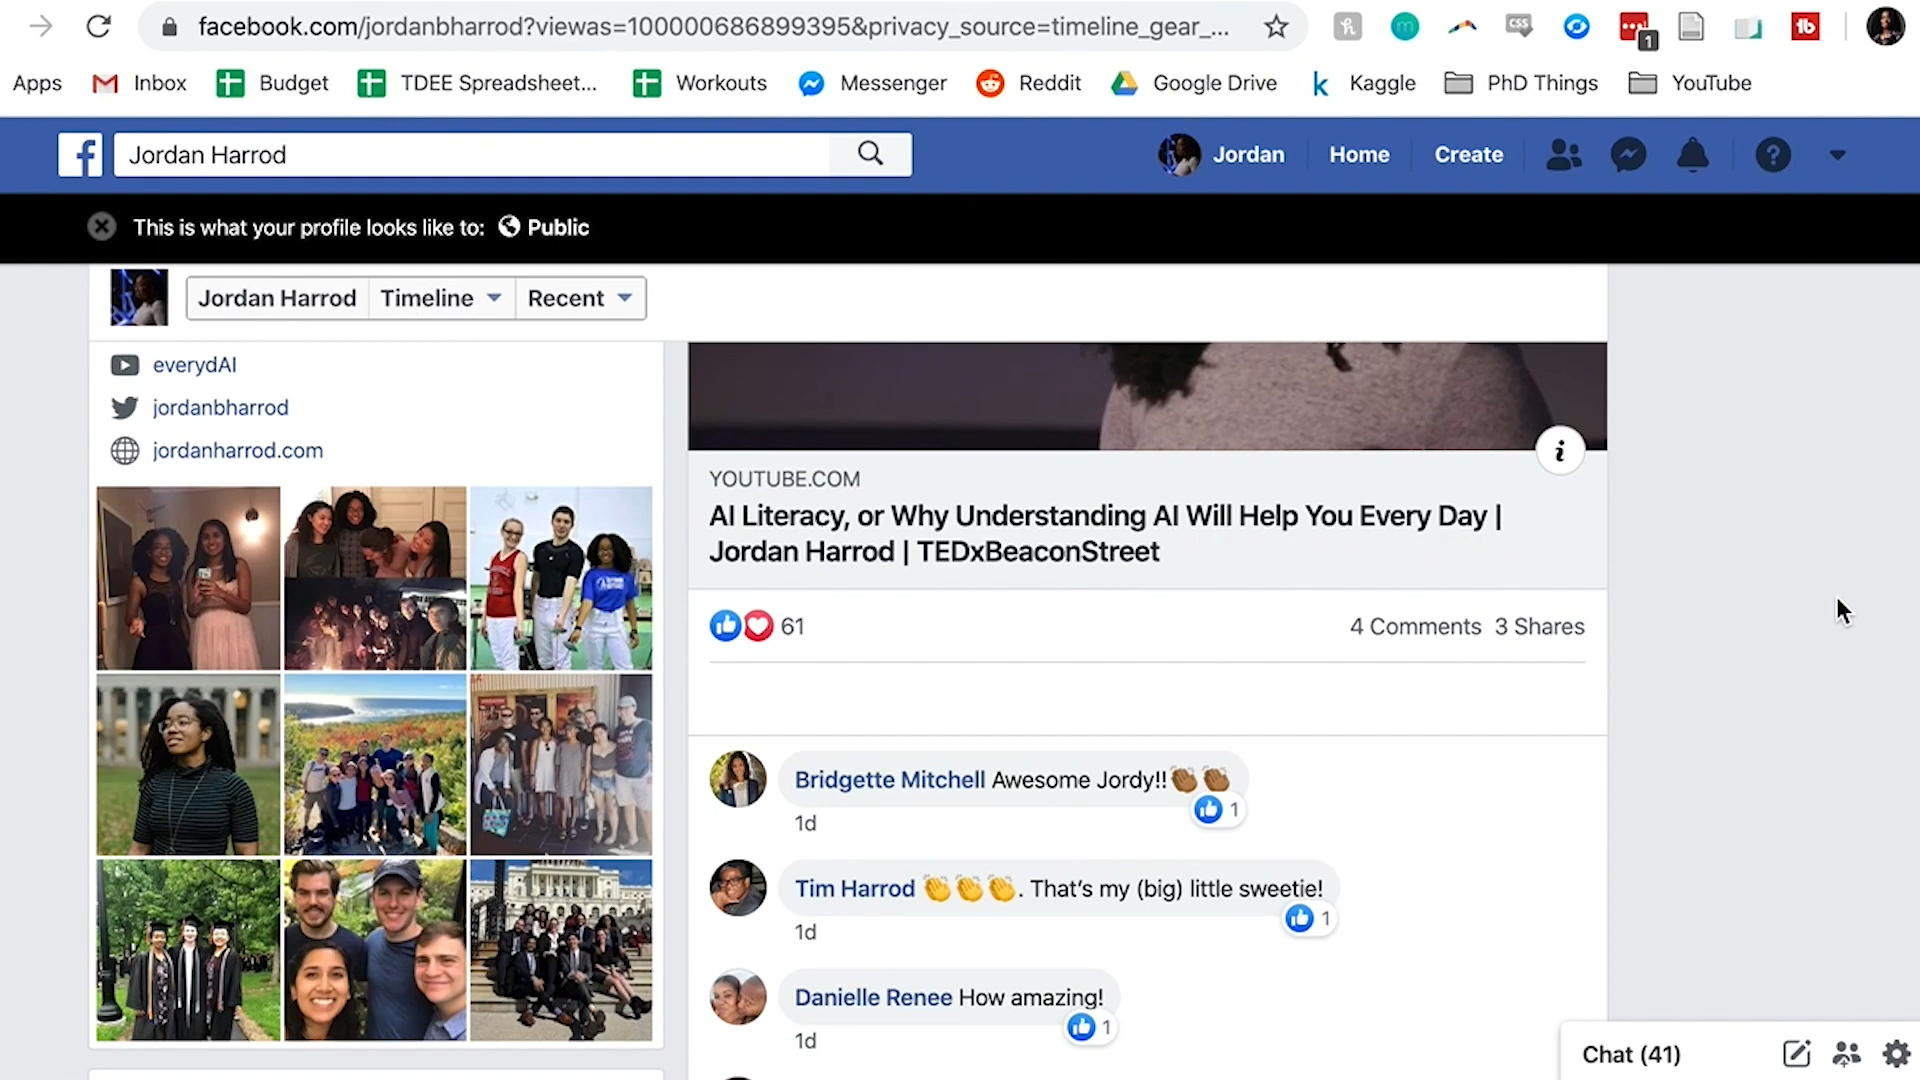 facebook.com/jordanbharrod?viewas=100000686899395&privacy_source=timeline_gear_...
CSS
1
Apps
Inbox
Budget
TDEE Spreadsheet...
Workouts
Messenger
Reddit
Google Drive
Kaggle
PhD Things
YouTube
Jordan Harrod
Jordan
Home
Create
This is what your profile looks like to: Public
Jordan Harrod
Timeline
Recent
everydAI
jordanbharrod
jordanharrod.com
YOUTUBE.COM
AI Literacy, or Why Understanding AI Will Help You Every Day |
Jordan Harrod | TEDxBeaconStreet
61
4 Comments 3 Shares
Bridgette Mitchell Awesome Jordy!!👏🏾👏🏾
1
1d
Tim Harrod 👏👏👏. That's my (big) little sweetie!
1
1d
Danielle Renee How amazing!
1
1d
Chat (41)